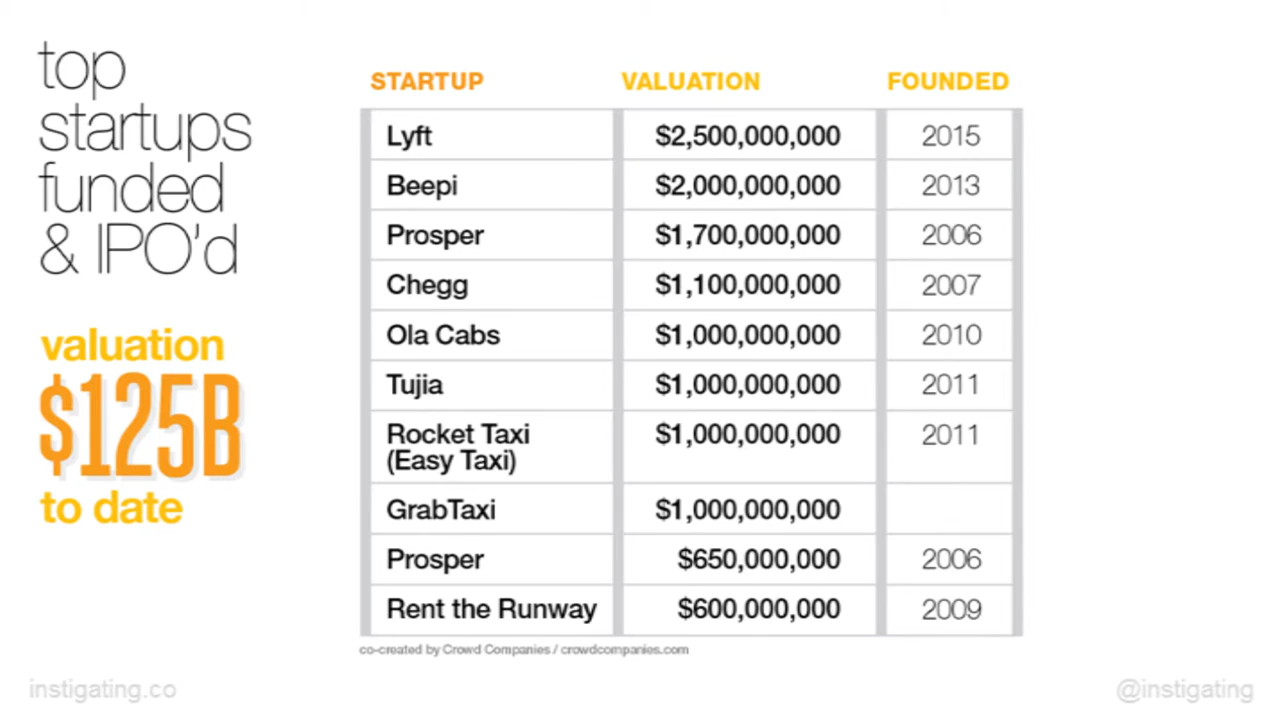 top
startups
funded
& IPO'd
valuation
$125B
to date
STARTUP VALUATION FOUNDED
Lyft $2,500,000,000 2015
Beepi $2,000,000,000 2013
Prosper $1,700,000,000 2006
Chegg $1,100,000,000 2007
Ola Cabs $1,000,000,000 2010
Tujia $1,000,000,000 2011
Rocket Taxi $1,000,000,000 2011
(Easy Taxi)
GrabTaxi $1,000,000,000
Prosper $650,000,000 2006
Rent the Runway $600,000,000 2009
co-created by Crowd Companies / crowdcompanies.com
instigating.co
@instigating